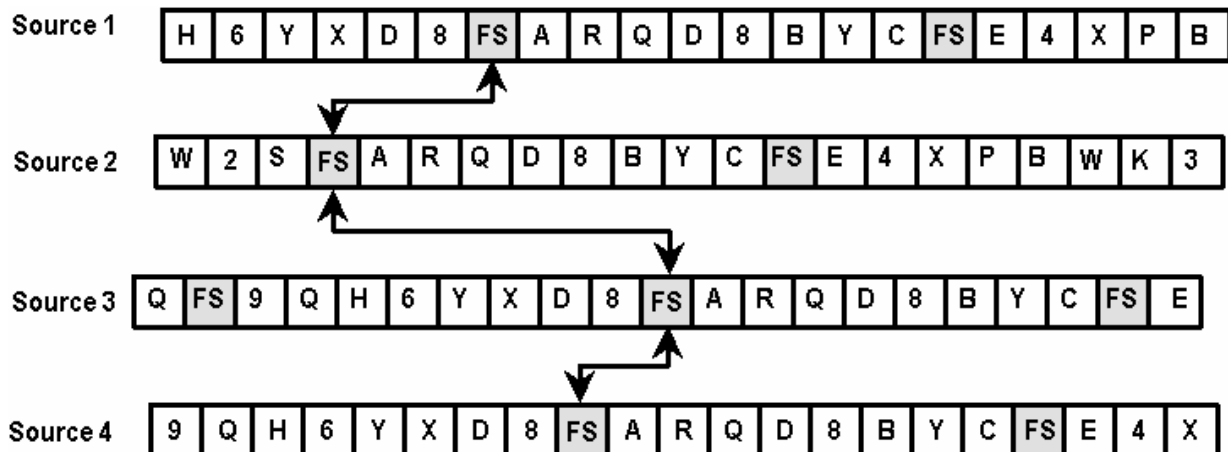 Source 1 H 6 Y X D 8 FS A R Q D 8 B Y C FS E 4 X P B
Source 2 W 2 S FS A R Q D 8 B Y C FS E 4 X P B W K 3
Source 3 Q FS 9 Q H 6 Y X D 8 FS A R Q D 8 B Y C FS E
Source 4 9 Q H 6 Y X D 8 FS A R Q D 8 B Y C FS E 4 X